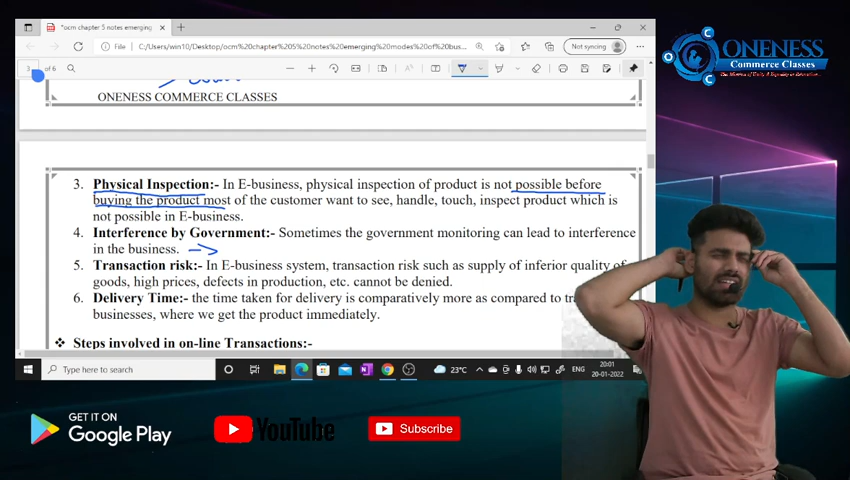 *ocm chapter 5 notes emerging
File
C:/Users/win10/Desktop/ocm%20chapter%205%20notes%20emerging%20modes%20of%20bus...
Not syncing
3 of 6
ONENESS COMMERCE CLASSES
3. Physical Inspection:- In E-business, physical inspection of product is not possible before
buying the product most of the customer want to see, handle, touch, inspect product which is
not possible in E-business.
4. Interference by Government:- Sometimes the government monitoring can lead to interference
in the business.
5. Transaction risk:- In E-business system, transaction risk such as supply of inferior quality of
goods, high prices, defects in production, etc. cannot be denied.
6. Delivery Time:- the time taken for delivery is comparatively more as compared to
businesses, where we get the product immediately.
❖ Steps involved in on-line Transactions:-
Type here to search
23°C
ENG
20:01
20-01-2022
ONENESS
Commerce Classes
GET IT ON
Google Play
YouTube
Subscribe